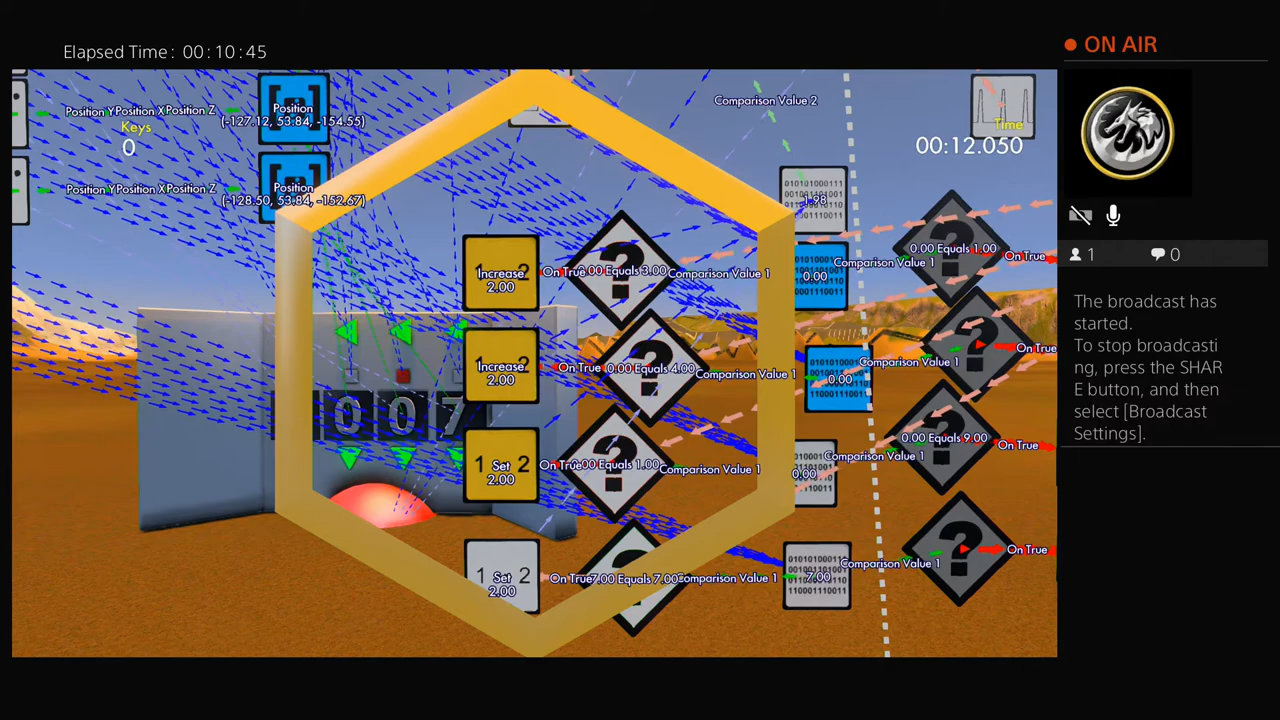 Elapsed Time: 00:10:45
ON AIR
1
0
The broadcast has
started.
To stop broadcasti
ng, press the SHAR
E button, and then
select [Broadcast
Settings].
Position Y Position X Position Z
Position
(-127.12, 53.84, -154.55)
Keys
0
Position Y Position X Position Z
Position
(-128.50, 53.84, -152.67)
Comparison Value 2
Time
00:12.050
1.98
Increase
2.00
On True
Equals 3.00
Comparison Value 1
0.00
Comparison Value 1
0.00 Equals 1.00
On True
Increase
2.00
On True
0.00 Equals 4.00
Comparison Value 1
0.00
Comparison Value 1
On True
007
1 Set 2
2.00
On True
Equals 1.00
Comparison Value 1
0.00
Comparison Value 1
0.00 Equals 9.00
On True
1 Set 2
2.00
On True
7.00 Equals 7.00
Comparison Value 1
7.00
Comparison Value 1
On True